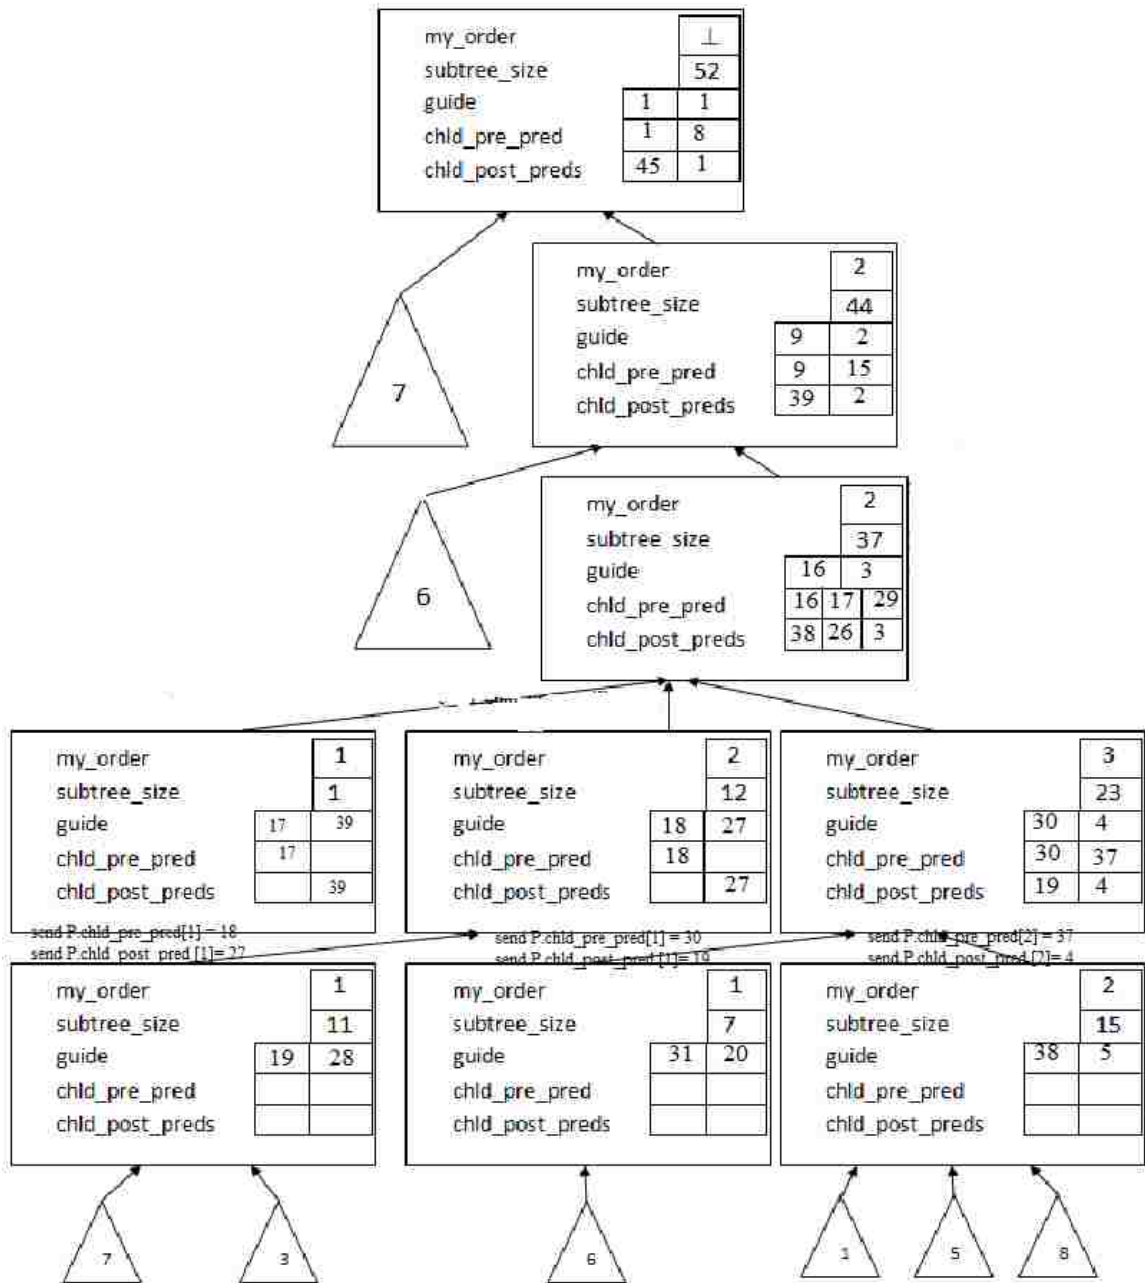 my_order ⊥
subtree_size 52
guide 1 1
chld_pre_pred 1 8
chld_post_preds 45 1
my_order 2
subtree_size 44
guide 9 2
chld_pre_pred 9 15
chld_post_preds 39 2
7
my_order 2
subtree_size 37
guide 16 3
chld_pre_pred 16 17 29
chld_post_preds 38 26 3
6
my_order 1
subtree_size 1
guide 17 39
chld_pre_pred 17
chld_post_preds 39
my_order 2
subtree_size 12
guide 18 27
chld_pre_pred 18
chld_post_preds 27
my_order 3
subtree_size 23
guide 30 4
chld_pre_pred 30 37
chld_post_preds 19 4
send P.chld_pre_pred[1] = 18
send P.chld_post_pred [1]= 27
send P.chld_pre_pred[1] = 30
send P.chld_post_pred [1]= 19
send P.chld_pre_pred[2] = 37
send P.chld_post_pred [2]= 4
my_order 1
subtree_size 11
guide 19 28
chld_pre_pred
chld_post_preds
my_order 1
subtree_size 7
guide 31 20
chld_pre_pred
chld_post_preds
my_order 2
subtree_size 15
guide 38 5
chld_pre_pred
chld_post_preds
7 3 6 1 5 8